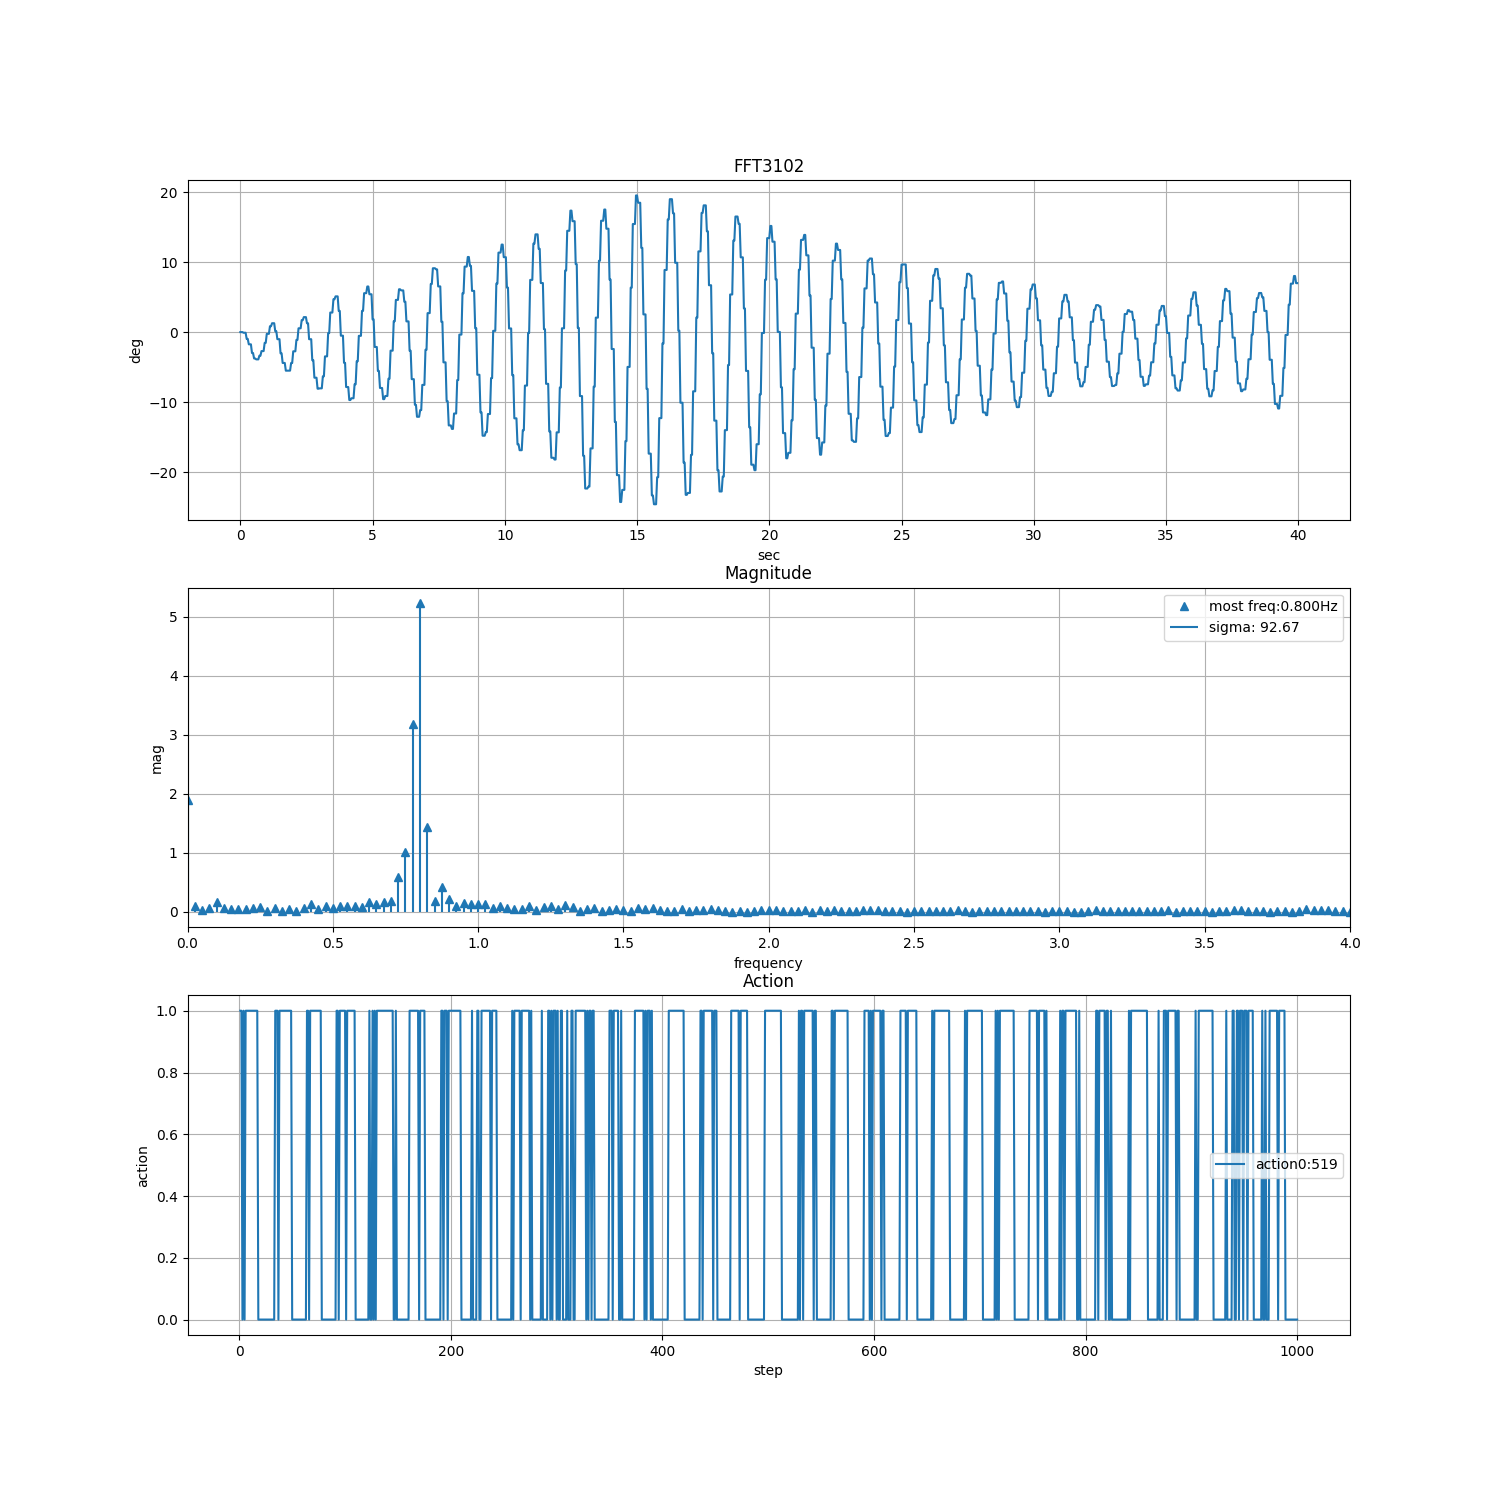 FFT3102
20
10
0
−10
−20
deg
0 5 10 15 20 25 30 35 40
sec
Magnitude
most freq:0.800Hz
sigma: 92.67
5
4
3
2
1
0
mag
0.0 0.5 1.0 1.5 2.0 2.5 3.0 3.5 4.0
frequency
Action
1.0
0.8
0.6
0.4
0.2
0.0
action
action0:519
0 200 400 600 800 1000
step